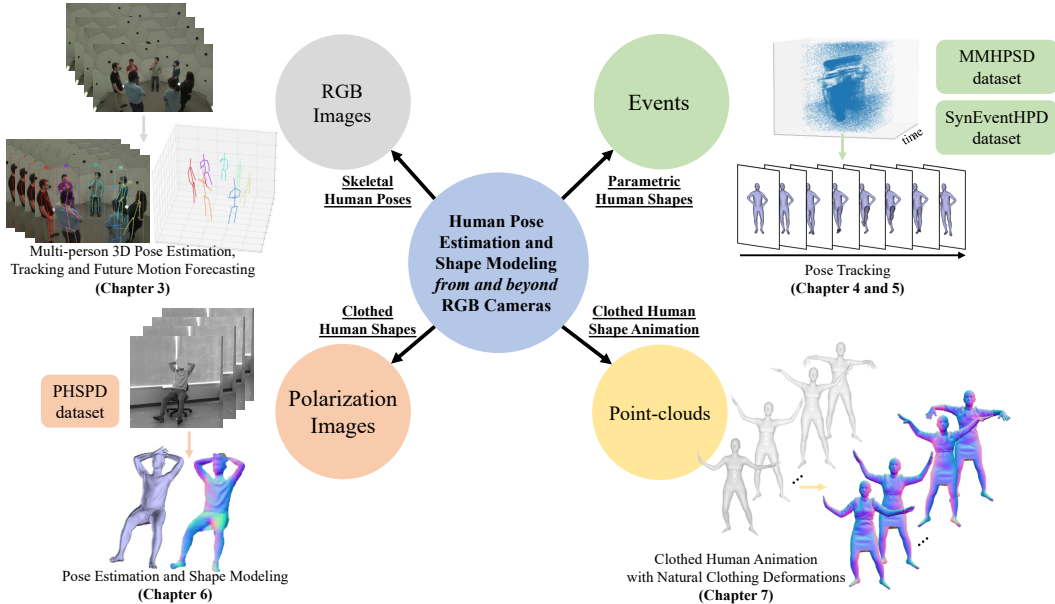 RGB
Images
Events
MMHPSD
dataset
SynEventHPD
dataset
time
Skeletal
Human Poses
Parametric
Human Shapes
Human Pose
Estimation and
Shape Modeling
from and beyond
RGB Cameras
Multi-person 3D Pose Estimation,
Tracking and Future Motion Forecasting
(Chapter 3)
Pose Tracking
(Chapter 4 and 5)
Clothed
Human Shapes
Clothed Human
Shape Animation
PHSPD
dataset
Polarization
Images
Point-clouds
Pose Estimation and Shape Modeling
(Chapter 6)
Clothed Human Animation
with Natural Clothing Deformations
(Chapter 7)